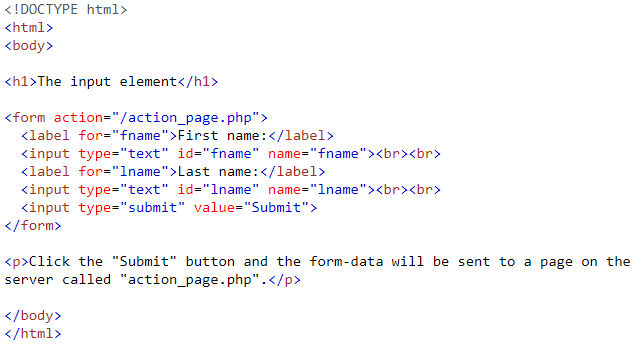 <!DOCTYPE html>
<html>
<body>

<h1>The input element</h1>

<form action="/action_page.php">
  <label for="fname">First name:</label>
  <input type="text" id="fname" name="fname"><br><br>
  <label for="lname">Last name:</label>
  <input type="text" id="lname" name="lname"><br><br>
  <input type="submit" value="Submit">
</form>

<p>Click the "Submit" button and the form-data will be sent to a page on the
server called "action_page.php".</p>

</body>
</html>